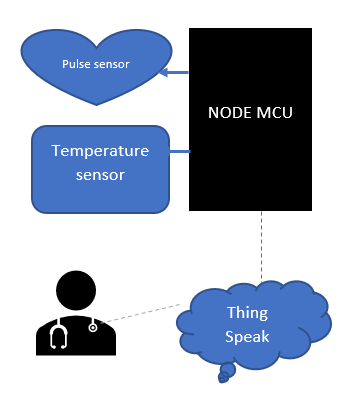 Pulse sensor
NODE MCU
Temperature
sensor
Thing
Speak